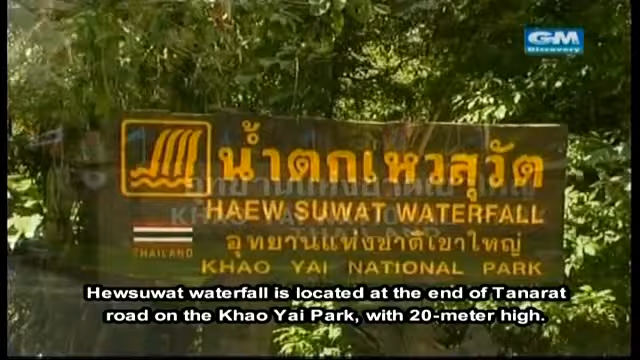 GM
Discovery
น้ำตกเหวสุวัต
HAEW SUWAT WATERFALL
อุทยานแห่งชาติเขาใหญ่
THAILAND
KHAO YAI NATIONAL PARK
Hewsuwat waterfall is located at the end of Tanarat
road on the Khao Yai Park, with 20-meter high.